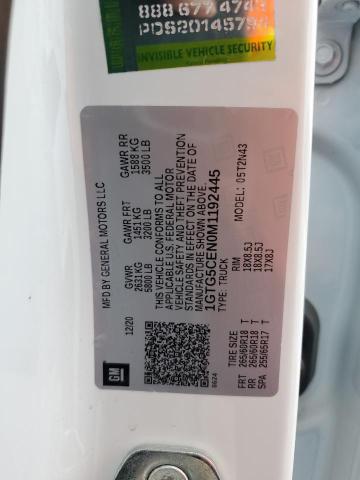 888 677 4743
PDS20145794
INVISIBLE VEHICLE SECURITY
MFD BY GENERAL MOTORS LLC
12/20
GVWR
2631 KG
5800 LB
GAWR FRT
1451 KG
3200 LB
GAWR RR
1588 KG
3500 LB
THIS VEHICLE CONFORMS TO ALL
APPLICABLE U.S. FEDERAL MOTOR
VEHICLE SAFETY AND THEFT PREVENTION
STANDARDS IN EFFECT ON THE DATE OF
MANUFACTURE SHOWN ABOVE.
1GTG5CEN0M1192445
TYPE: TRUCK
MODEL: 05T2N43
TIRE SIZE
RIM
FRT 265/60R18 T 18X8.5J
RR 265/60R18 T 18X8.5J
SPA 255/65R17 T 17X8J
GM
8624